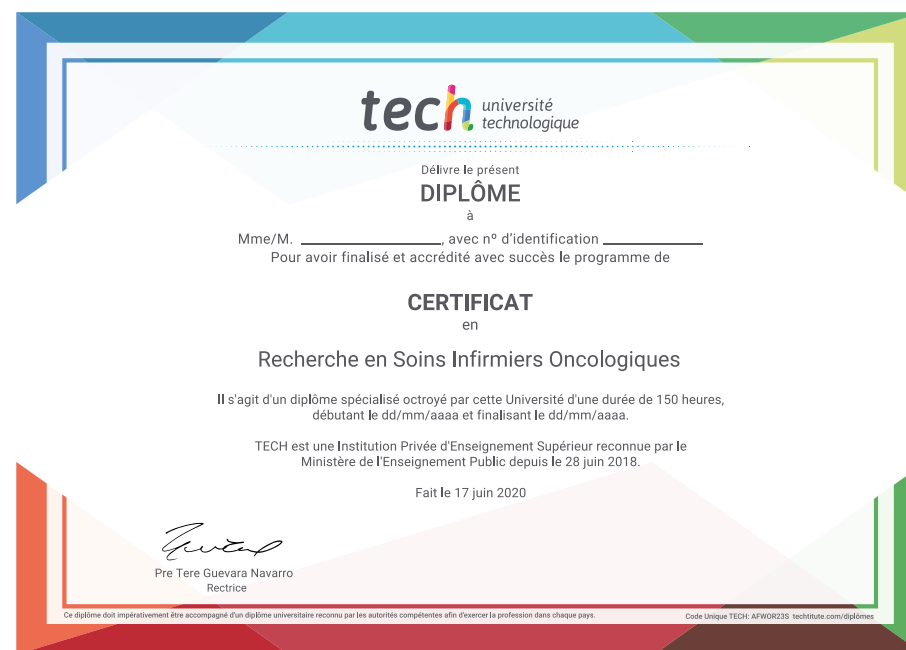 tech université
technologique
Délivre le présent
DIPLÔME
à
Mme/M. ____________________, avec nº d'identification ______________
Pour avoir finalisé et accrédité avec succès le programme de
CERTIFICAT
en
Recherche en Soins Infirmiers Oncologiques
Il s'agit d'un diplôme spécialisé octroyé par cette Université d'une durée de 150 heures,
débutant le dd/mm/aaaa et finalisant le dd/mm/aaaa.
TECH est une Institution Privée d'Enseignement Supérieur reconnue par le
Ministère de l'Enseignement Public depuis le 28 juin 2018.
Fait le 17 juin 2020
Pre Tere Guevara Navarro
Rectrice
Ce diplôme doit impérativement être accompagné d'un diplôme universitaire reconnu par les autorités compétentes afin d'exercer la profession dans chaque pays.
Code Unique TECH: AFWOR23S techtitute.com/diplômes